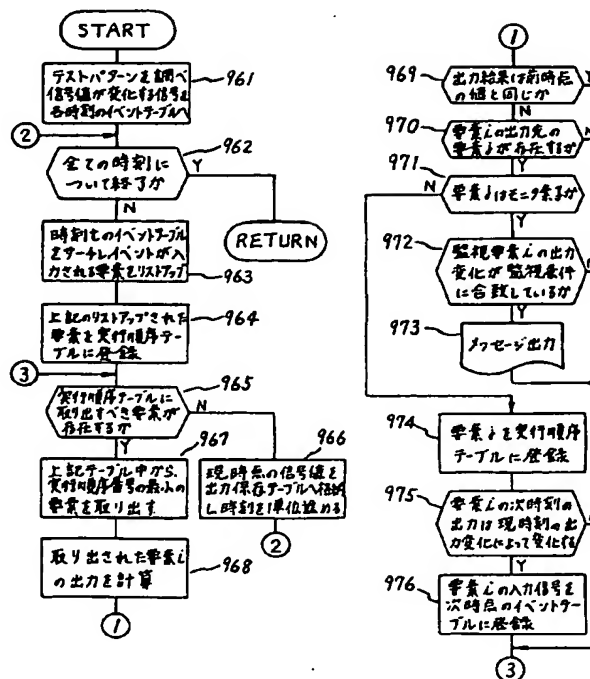 START
テストパターンを調べ
信号値が変化する信号を
各時刻のイベントテーブルへ
961
②
全ての時刻に
ついて終了か
962
Y
N
RETURN
時刻tのイベントテーブル
をサーチしイベントが入
力される要素をリストアップ
963
上記のリストアップされた
要素を実行順序テー
ブルに登録
964
③
実行順序テーブルに
取り出すべき要素が
存在するか
965
N
Y
967
上記テーブル中から、
実行順序番号の最小の
要素を取り出す
966
現時点の信号値を
出力保存テーブルへ格納
し時刻を1単位進める
②
取り出された要素i
の出力を計算
968
①
①
969
出力結果は前時点
の値と同じか
N
970
要素iの出力先の
要素jが存在するか
Y
971
N
要素jはモニタ素子か
Y
972
監視要素iの出力
変化が監視条件
に合致しているか
Y
973
メッセージ出力
974
要素jを実行順序
テーブルに登録
975
要素iの次時刻の
出力は現時刻の出
力変化によって変化する
Y
976
要素iの入力信号を
次時点のイベントテー
ブルに登録
③